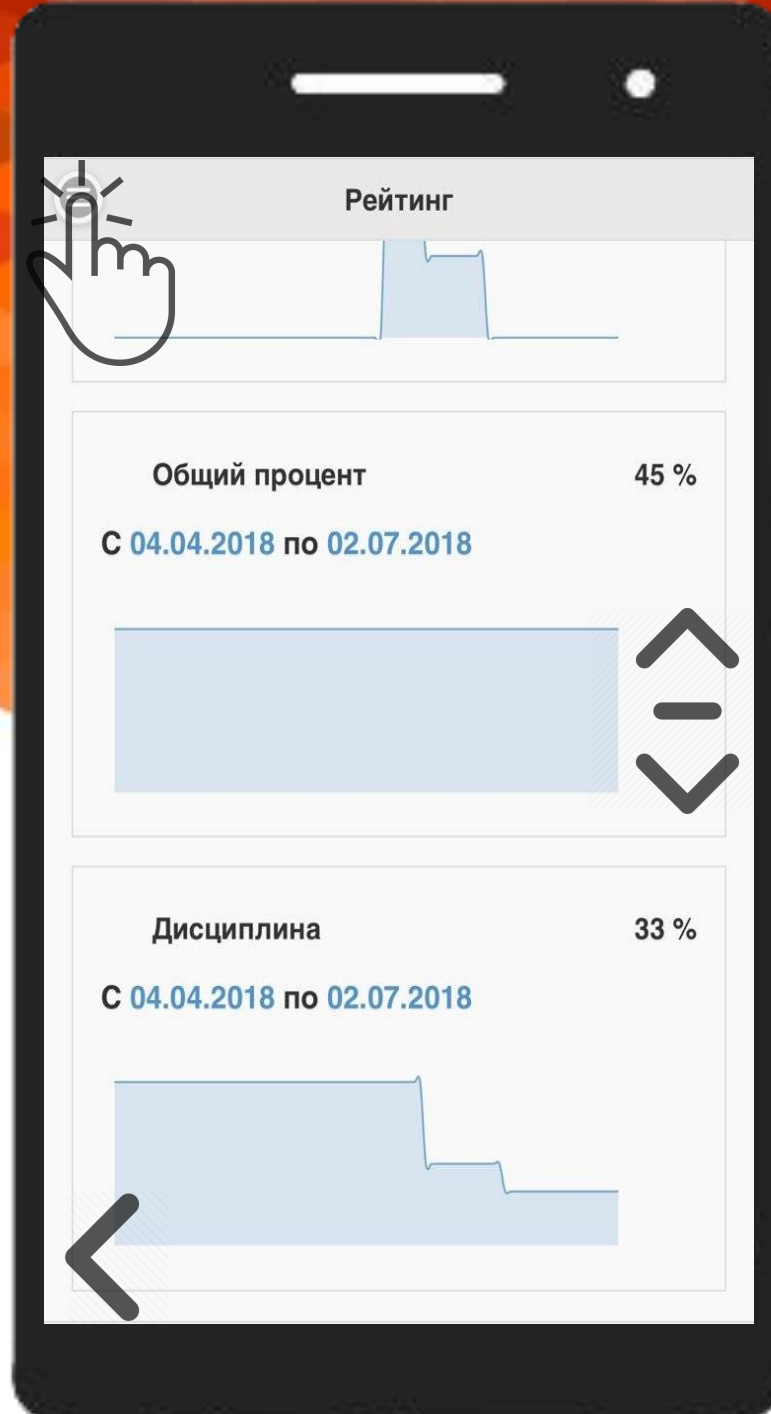 Рейтинг
Общий процент 45 %
С 04.04.2018 по 02.07.2018
Дисциплина 33 %
С 04.04.2018 по 02.07.2018